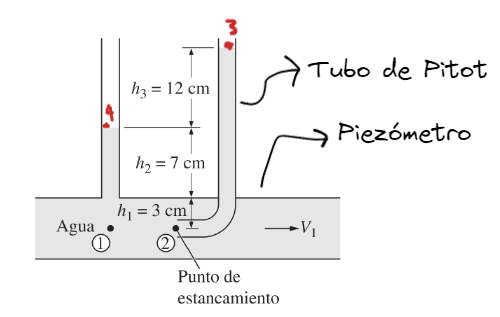 3
Tubo de Pitot
h₃ = 12 cm
4
Piezómetro
h₂ = 7 cm
h₁ = 3 cm
Agua
V₁
1
2
Punto de
estancamiento